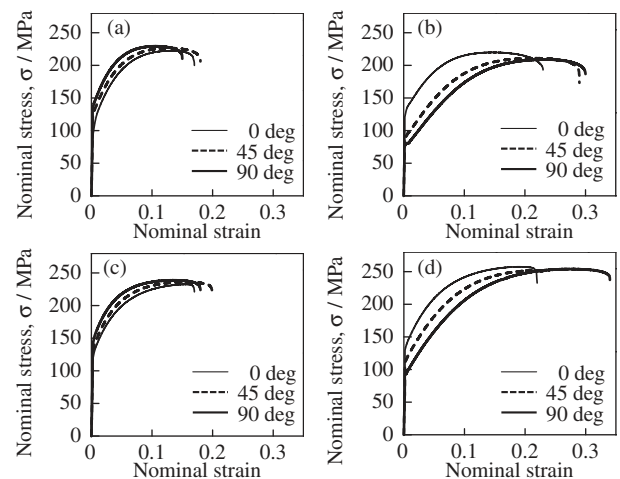 (a)
250
200
150
100
50
0
Nominal stress, σ / MPa
0 deg
45 deg
90 deg
0 0.1 0.2 0.3
Nominal strain
(b)
250
200
150
100
50
0
Nominal stress, σ / MPa
0 deg
45 deg
90 deg
0 0.1 0.2 0.3
Nominal strain
(c)
250
200
150
100
50
0
Nominal stress, σ / MPa
0 deg
45 deg
90 deg
0 0.1 0.2 0.3
Nominal strain
(d)
250
200
150
100
50
0
Nominal stress, σ / MPa
0 deg
45 deg
90 deg
0 0.1 0.2 0.3
Nominal strain